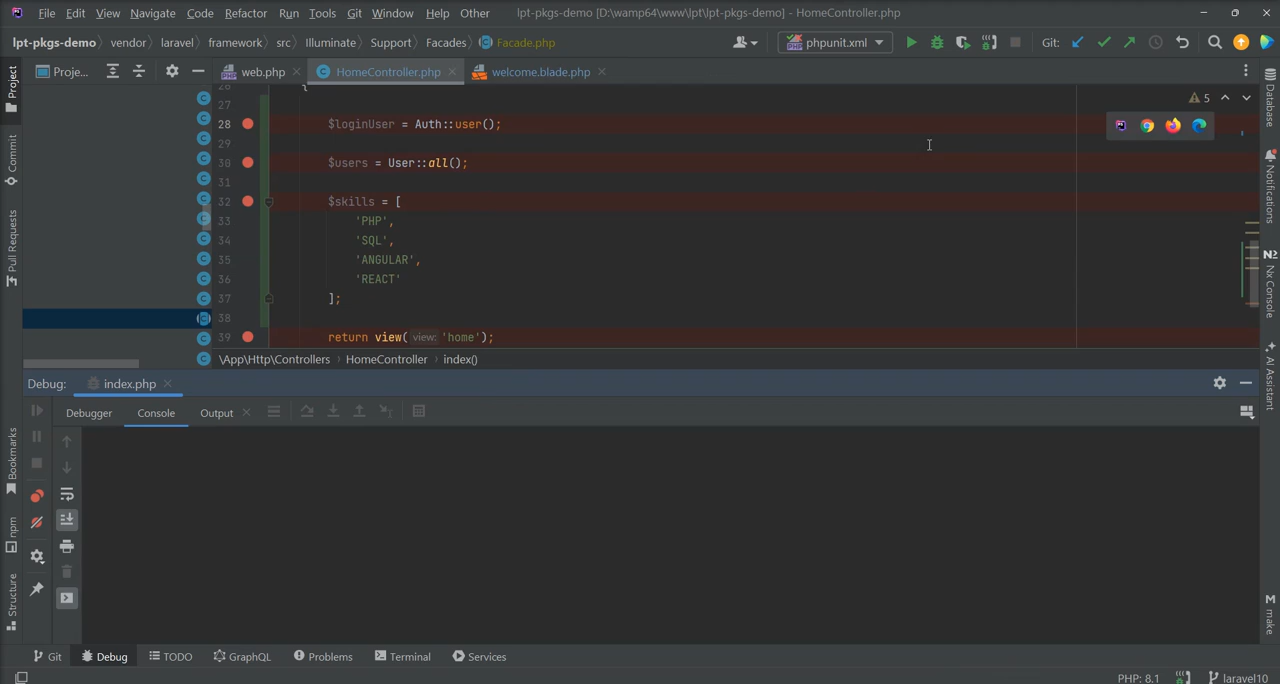 File Edit View Navigate Code Refactor Run Tools Git Window Help Other lpt-pkgs-demo [D:\wamp64\www\lpt\lpt-pkgs-demo] - HomeController.php
lpt-pkgs-demo vendor laravel framework src Illuminate Support Facades Facade.php phpunit.xml Git:
Project
Commit
Pull Requests
Bookmarks
npm
Structure
Proje...
web.php HomeController.php welcome.blade.php
26 {
27
28 $loginUser = Auth::user();
29
30 $users = User::all();
31
32 $skills = [
33 'PHP',
34 'SQL',
35 'ANGULAR',
36 'REACT'
37 ];
38
39 return view( view: 'home');
5
\App\Http\Controllers HomeController index()
Debug: index.php
Debugger Console Output
Database
Notifications
Nx Console
AI Assistant
M make
Git Debug TODO GraphQL Problems Terminal Services
PHP: 8.1 laravel10